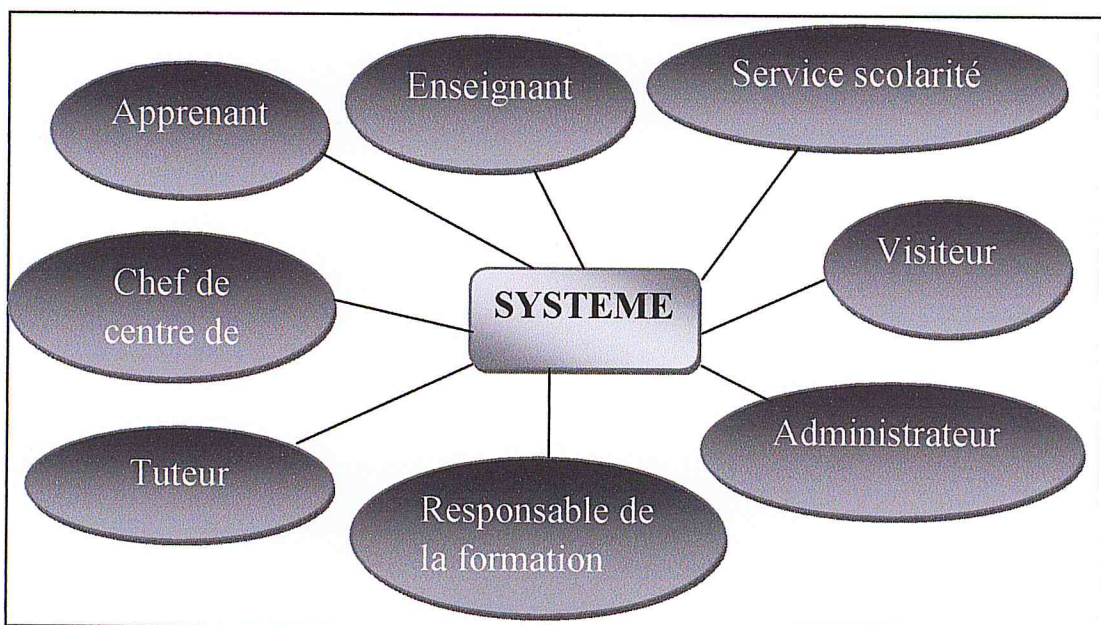 Apprenant
Enseignant
Service scolarité
Chef de
centre de
SYSTEME
Visiteur
Tuteur
Responsable de
la formation
Administrateur